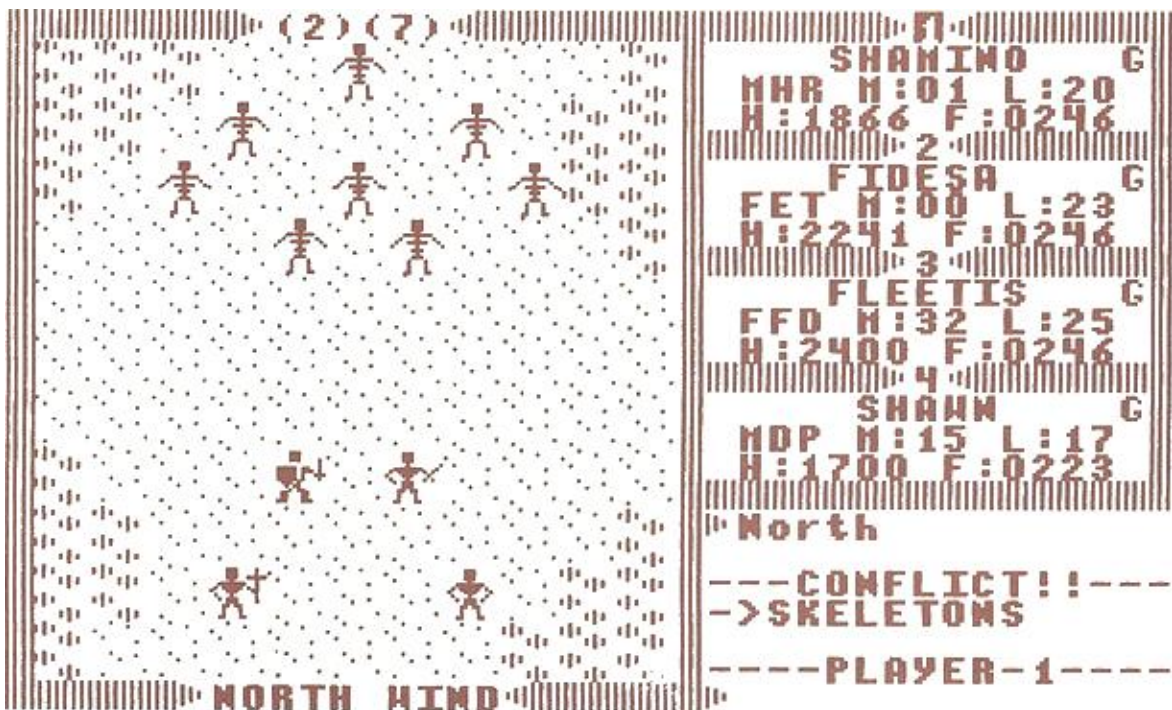 (2)(7)
NORTH WIND
1
SHAMINO G
MHR M:01 L:20
H:1866 F:0246
2
FIDESA G
FET M:00 L:23
H:2241 F:0246
3
FLEETIS G
FFD M:32 L:25
H:2400 F:0246
4
SHAWN G
MDP M:15 L:17
H:1700 F:0223
North
---CONFLICT!!---
->SKELETONS
----PLAYER-1----